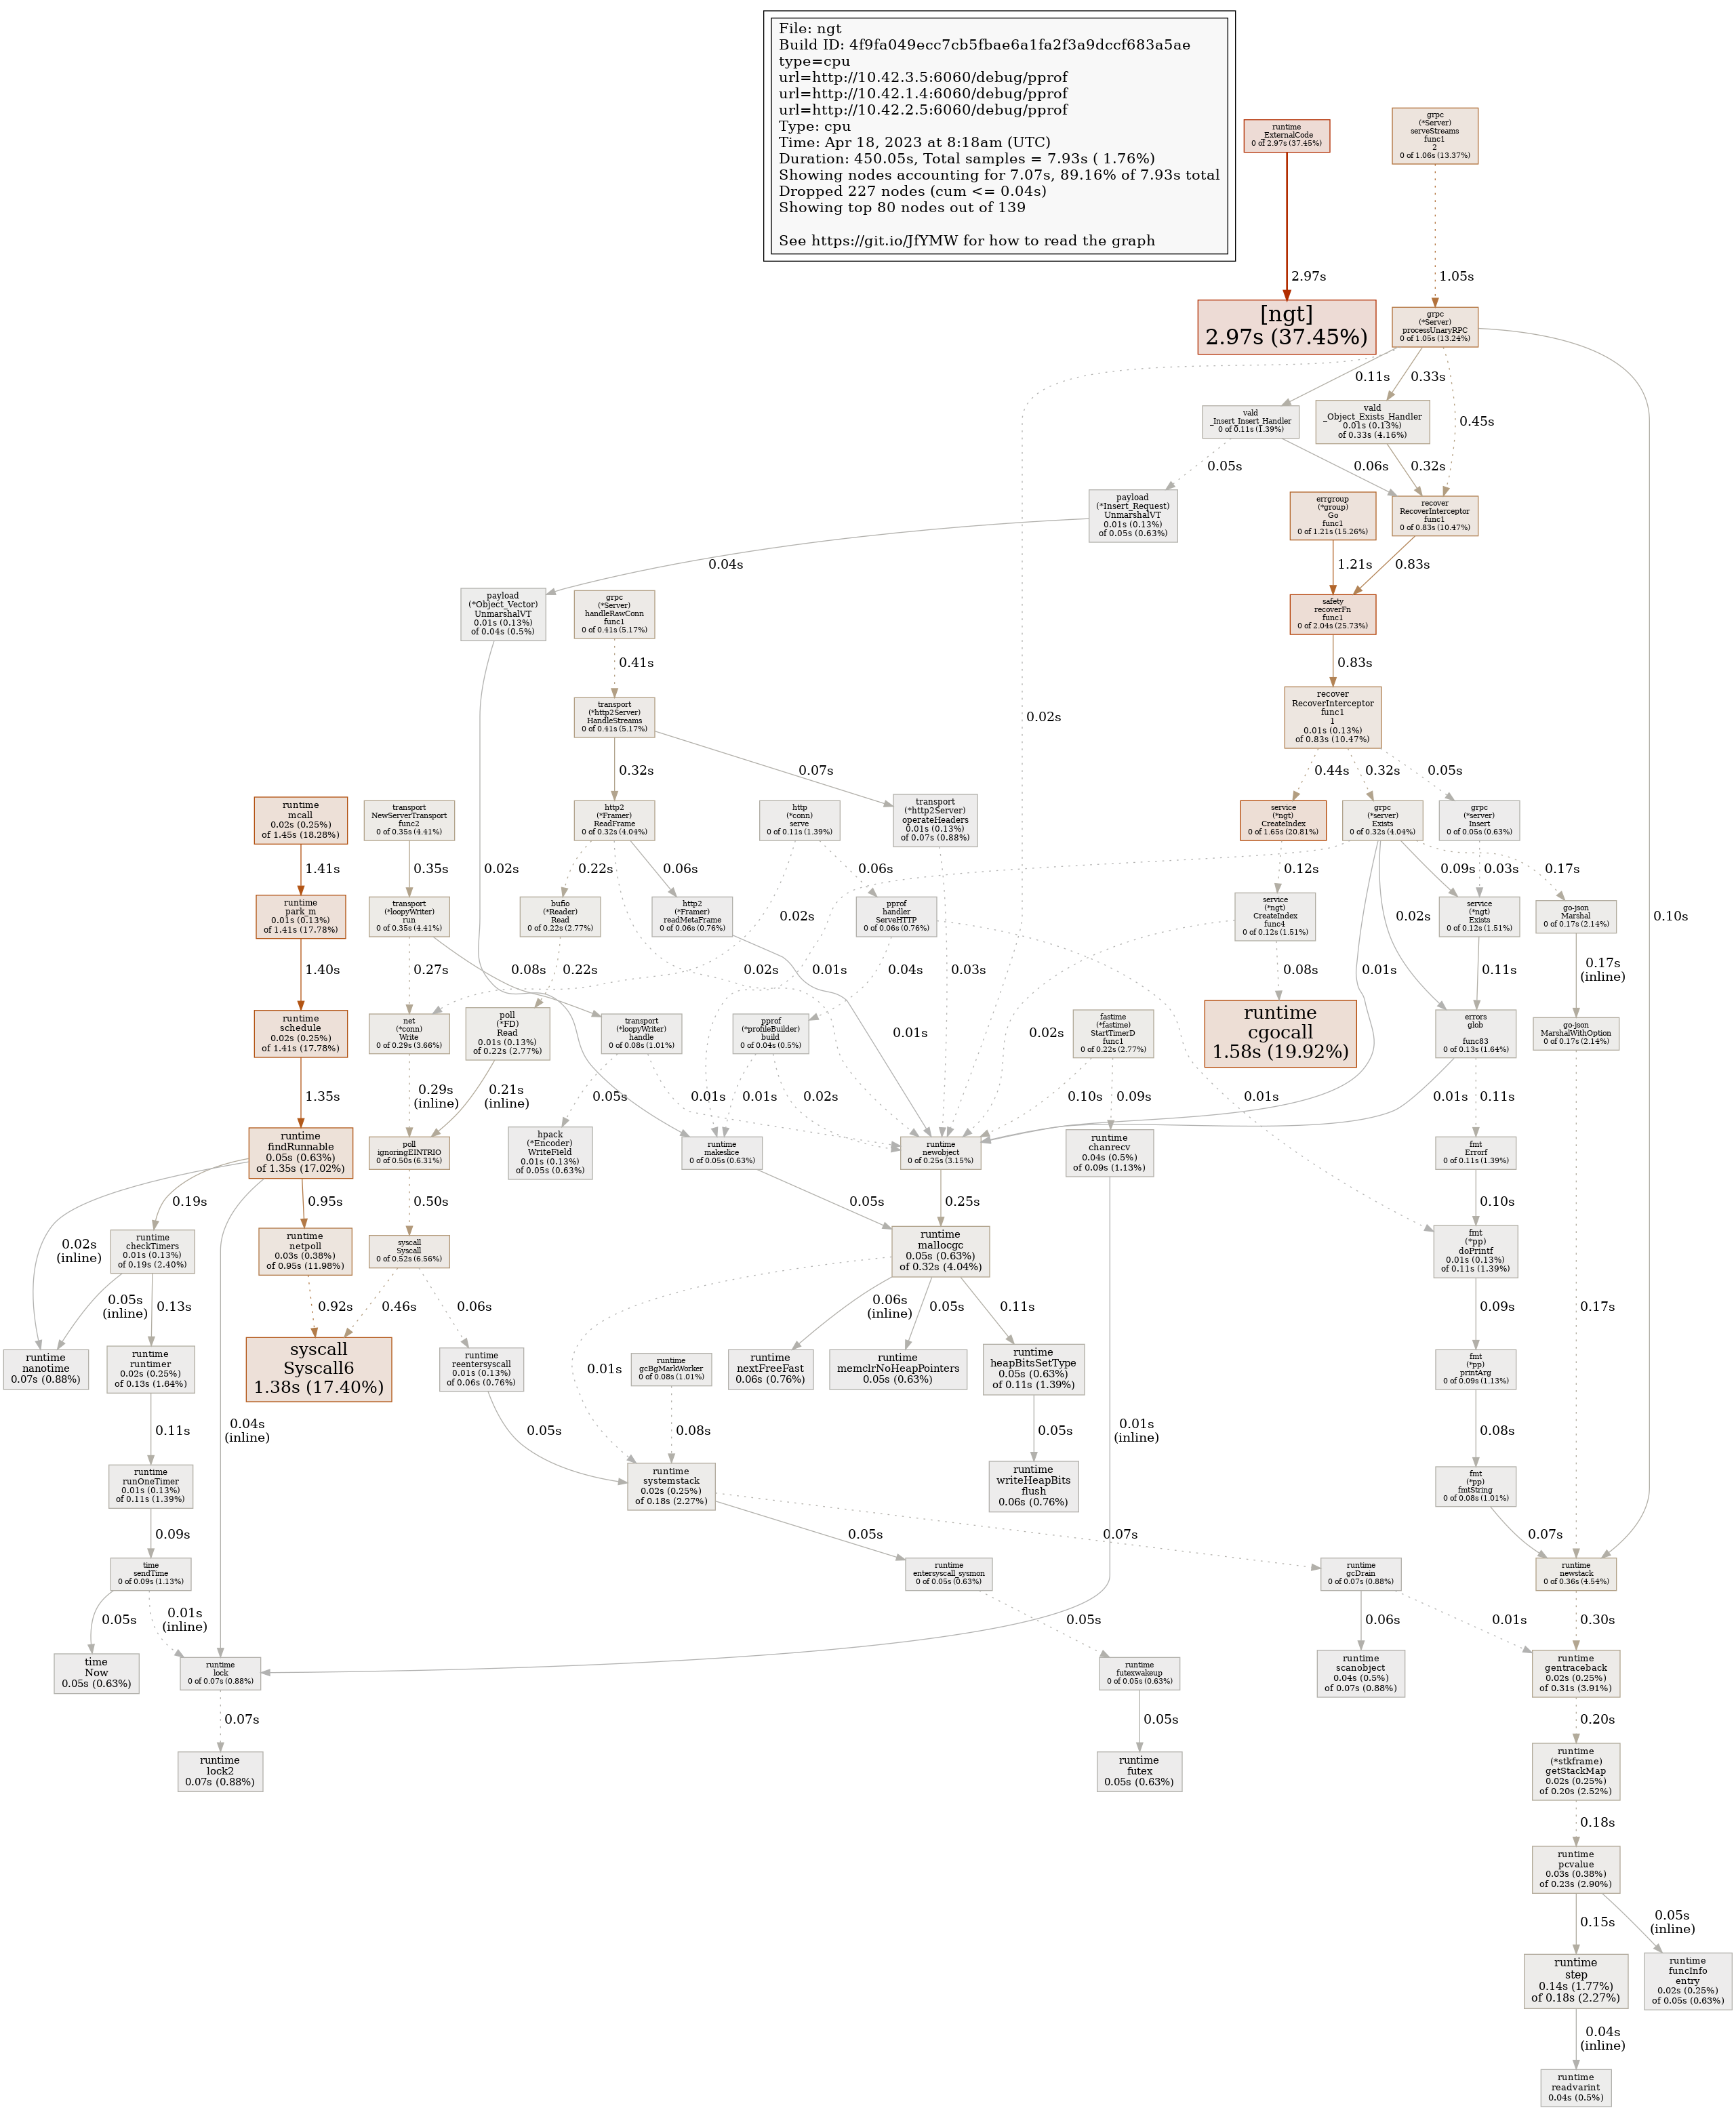 File: ngt
Build ID: 4f9fa049ecc7cb5fbae6a1fa2f3a9dccf683a5ae
type=cpu
url=http://10.42.3.5:6060/debug/pprof
url=http://10.42.1.4:6060/debug/pprof
url=http://10.42.2.5:6060/debug/pprof
Type: cpu
Time: Apr 18, 2023 at 8:18am (UTC)
Duration: 450.05s, Total samples = 7.93s ( 1.76%)
Showing nodes accounting for 7.07s, 89.16% of 7.93s total
Dropped 227 nodes (cum <= 0.04s)
Showing top 80 nodes out of 139
See https://git.io/JfYMW for how to read the graph
runtime
_ExternalCode
0 of 2.97s (37.45%)
grpc
(*Server)
serveStreams
func1
2
0 of 1.06s (13.37%)
2.97s
1.05s
[ngt]
2.97s (37.45%)
grpc
(*Server)
processUnaryRPC
0 of 1.05s (13.24%)
0.11s
0.33s
0.45s
0.02s
0.10s
vald
_Insert_Insert_Handler
0 of 0.11s (1.39%)
vald
_Object_Exists_Handler
0.01s (0.13%)
of 0.33s (4.16%)
0.05s
0.06s
0.32s
payload
(*Insert_Request)
UnmarshalVT
0.01s (0.13%)
of 0.05s (0.63%)
errgroup
(*group)
Go
func1
0 of 1.21s (15.26%)
recover
RecoverInterceptor
func1
0 of 0.83s (10.47%)
0.04s
1.21s
0.83s
payload
(*Object_Vector)
UnmarshalVT
0.01s (0.13%)
of 0.04s (0.5%)
grpc
(*Server)
handleRawConn
func1
0 of 0.41s (5.17%)
safety
recoverFn
func1
0 of 2.04s (25.73%)
0.02s
0.41s
0.83s
transport
(*http2Server)
HandleStreams
0 of 0.41s (5.17%)
recover
RecoverInterceptor
func1
1
0.01s (0.13%)
of 0.83s (10.47%)
0.32s
0.07s
0.44s
0.32s
0.05s
runtime
mcall
0.02s (0.25%)
of 1.45s (18.28%)
transport
NewServerTransport
func2
0 of 0.35s (4.41%)
http2
(*Framer)
ReadFrame
0 of 0.32s (4.04%)
http
(*conn)
serve
0 of 0.11s (1.39%)
transport
(*http2Server)
operateHeaders
0.01s (0.13%)
of 0.07s (0.88%)
service
(*ngt)
CreateIndex
0 of 1.65s (20.81%)
grpc
(*server)
Exists
0 of 0.32s (4.04%)
grpc
(*server)
Insert
0 of 0.05s (0.63%)
1.41s
0.35s
0.22s
0.06s
0.02s
0.02s
0.06s
0.03s
0.12s
0.01s
0.01s
0.02s
0.09s
0.17s
0.03s
runtime
park_m
0.01s (0.13%)
of 1.41s (17.78%)
transport
(*loopyWriter)
run
0 of 0.35s (4.41%)
bufio
(*Reader)
Read
0 of 0.22s (2.77%)
http2
(*Framer)
readMetaFrame
0 of 0.06s (0.76%)
pprof
handler
ServeHTTP
0 of 0.06s (0.76%)
service
(*ngt)
CreateIndex
func4
0 of 0.12s (1.51%)
service
(*ngt)
Exists
0 of 0.12s (1.51%)
go-json
Marshal
0 of 0.17s (2.14%)
1.40s
0.27s
0.08s
0.22s
0.01s
0.04s
0.01s
0.02s
0.08s
0.11s
0.17s
(inline)
runtime
schedule
0.02s (0.25%)
of 1.41s (17.78%)
net
(*conn)
Write
0 of 0.29s (3.66%)
poll
(*FD)
Read
0.01s (0.13%)
of 0.22s (2.77%)
transport
(*loopyWriter)
handle
0 of 0.08s (1.01%)
pprof
(*profileBuilder)
build
0 of 0.04s (0.5%)
fastime
(*fastime)
StartTimerD
func1
0 of 0.22s (2.77%)
runtime
cgocall
1.58s (19.92%)
errors
glob
func83
0 of 0.13s (1.64%)
go-json
MarshalWithOption
0 of 0.17s (2.14%)
1.35s
0.29s
(inline)
0.21s
(inline)
0.05s
0.01s
0.01s
0.02s
0.10s
0.09s
0.01s
0.11s
0.17s
runtime
findRunnable
0.05s (0.63%)
of 1.35s (17.02%)
poll
ignoringEINTRIO
0 of 0.50s (6.31%)
hpack
(*Encoder)
WriteField
0.01s (0.13%)
of 0.05s (0.63%)
runtime
makeslice
0 of 0.05s (0.63%)
runtime
newobject
0 of 0.25s (3.15%)
runtime
chanrecv
0.04s (0.5%)
of 0.09s (1.13%)
fmt
Errorf
0 of 0.11s (1.39%)
0.02s
(inline)
0.19s
0.04s
(inline)
0.95s
0.50s
0.05s
0.25s
0.01s
(inline)
0.10s
runtime
checkTimers
0.01s (0.13%)
of 0.19s (2.40%)
runtime
netpoll
0.03s (0.38%)
of 0.95s (11.98%)
syscall
Syscall
0 of 0.52s (6.56%)
runtime
mallocgc
0.05s (0.63%)
of 0.32s (4.04%)
fmt
(*pp)
doPrintf
0.01s (0.13%)
of 0.11s (1.39%)
0.05s
(inline)
0.13s
0.92s
0.46s
0.06s
0.01s
0.06s
(inline)
0.05s
0.11s
0.09s
runtime
nanotime
0.07s (0.88%)
runtime
runtimer
0.02s (0.25%)
of 0.13s (1.64%)
syscall
Syscall6
1.38s (17.40%)
runtime
reentersyscall
0.01s (0.13%)
of 0.06s (0.76%)
runtime
gcBgMarkWorker
0 of 0.08s (1.01%)
runtime
nextFreeFast
0.06s (0.76%)
runtime
memclrNoHeapPointers
0.05s (0.63%)
runtime
heapBitsSetType
0.05s (0.63%)
of 0.11s (1.39%)
fmt
(*pp)
printArg
0 of 0.09s (1.13%)
0.11s
0.05s
0.08s
0.05s
0.08s
runtime
runOneTimer
0.01s (0.13%)
of 0.11s (1.39%)
runtime
systemstack
0.02s (0.25%)
of 0.18s (2.27%)
runtime
writeHeapBits
flush
0.06s (0.76%)
fmt
(*pp)
fmtString
0 of 0.08s (1.01%)
0.09s
0.05s
0.07s
0.07s
time
sendTime
0 of 0.09s (1.13%)
runtime
entersyscall_sysmon
0 of 0.05s (0.63%)
runtime
gcDrain
0 of 0.07s (0.88%)
runtime
newstack
0 of 0.36s (4.54%)
0.05s
0.01s
(inline)
0.05s
0.06s
0.01s
0.30s
time
Now
0.05s (0.63%)
runtime
lock
0 of 0.07s (0.88%)
runtime
futexwakeup
0 of 0.05s (0.63%)
runtime
scanobject
0.04s (0.5%)
of 0.07s (0.88%)
runtime
gentraceback
0.02s (0.25%)
of 0.31s (3.91%)
0.07s
0.05s
0.20s
runtime
lock2
0.07s (0.88%)
runtime
futex
0.05s (0.63%)
runtime
(*stkframe)
getStackMap
0.02s (0.25%)
of 0.20s (2.52%)
0.18s
runtime
pcvalue
0.03s (0.38%)
of 0.23s (2.90%)
0.15s
0.05s
(inline)
runtime
step
0.14s (1.77%)
of 0.18s (2.27%)
runtime
funcInfo
entry
0.02s (0.25%)
of 0.05s (0.63%)
0.04s
(inline)
runtime
readvarint
0.04s (0.5%)